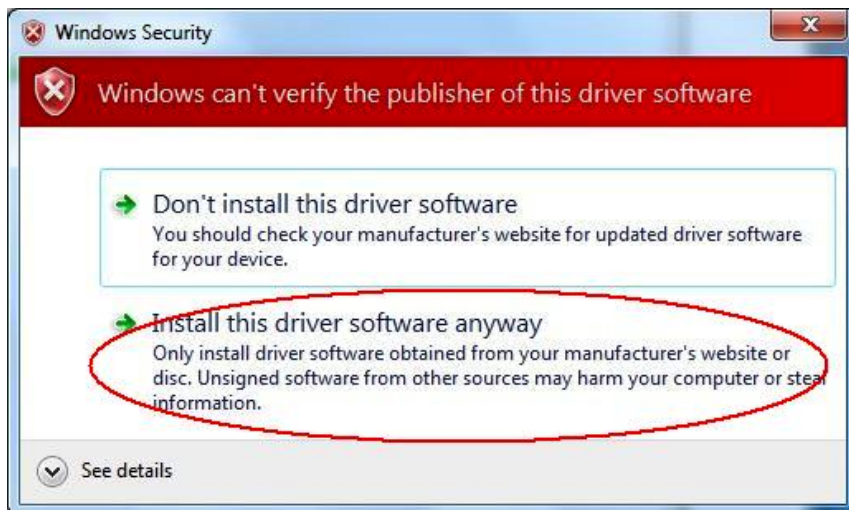 Windows Security
Windows can't verify the publisher of this driver software
Don't install this driver software
You should check your manufacturer's website for updated driver software
for your device.
Install this driver software anyway
Only install driver software obtained from your manufacturer's website or
disc. Unsigned software from other sources may harm your computer or steal
information.
See details